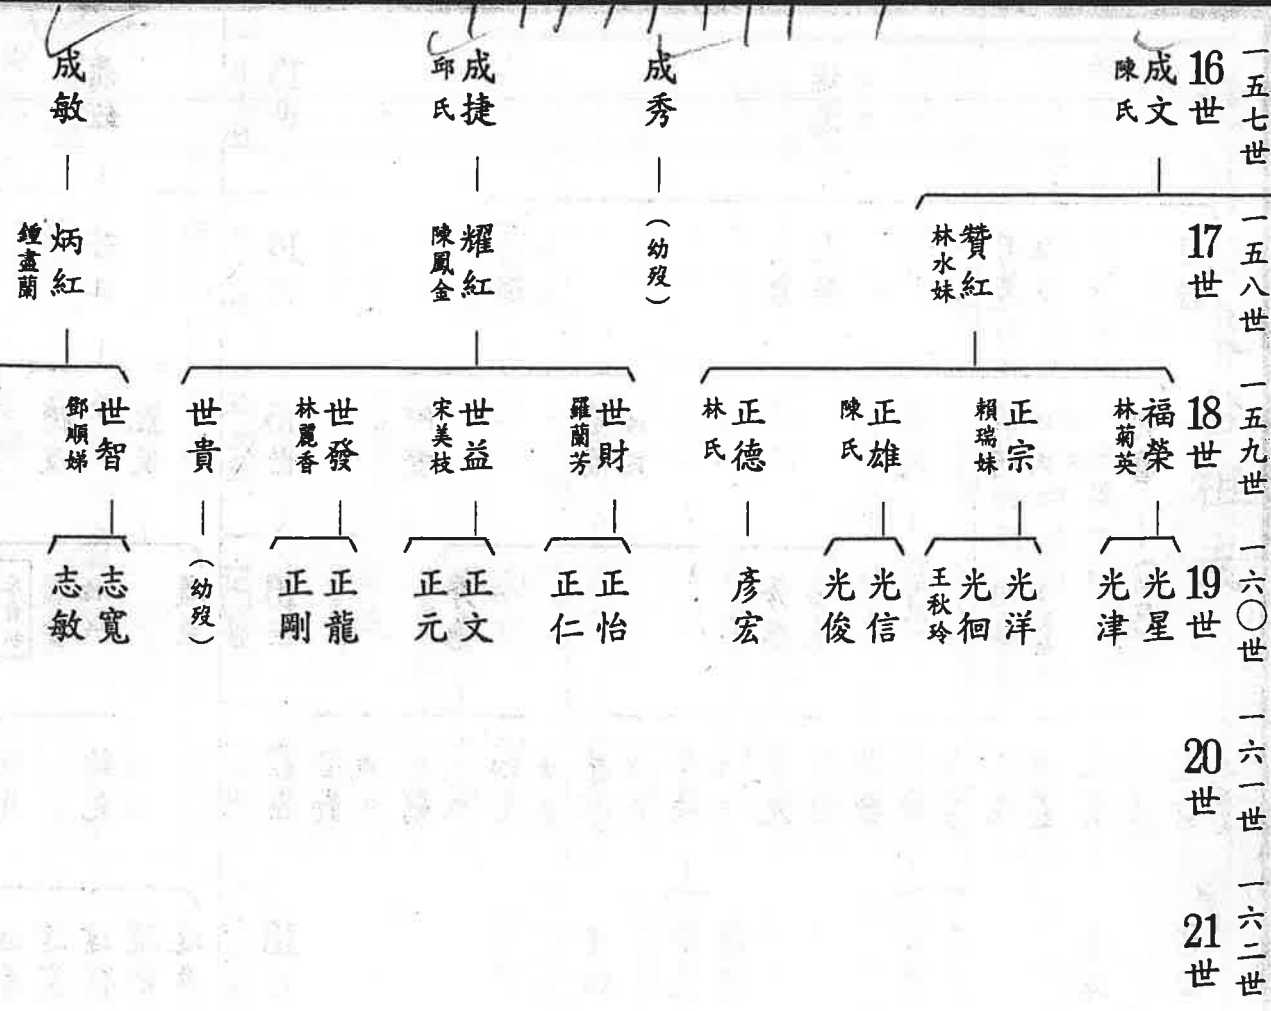 一五七世
16世
成文
陳氏
成秀
成捷
邱氏
成敏
一五八世
17世
贊紅
林水妹
（幼歿）
耀紅
陳鳳金
炳紅
鍾盡蘭
一五九世
18世
福榮
林菊英
正宗
賴瑞妹
正雄
陳氏
正德
林氏
世財
羅蘭芳
世益
宋美枝
世發
林麗香
世貴
世智
鄧順娣
一六〇世
19世
光星
光津
光洋
光徊
王秋玲
光信
光俊
彥宏
正怡
正仁
正文
正元
正龍
正剛
（幼歿）
志寬
志敏
一六一世
20世
一六二世
21世